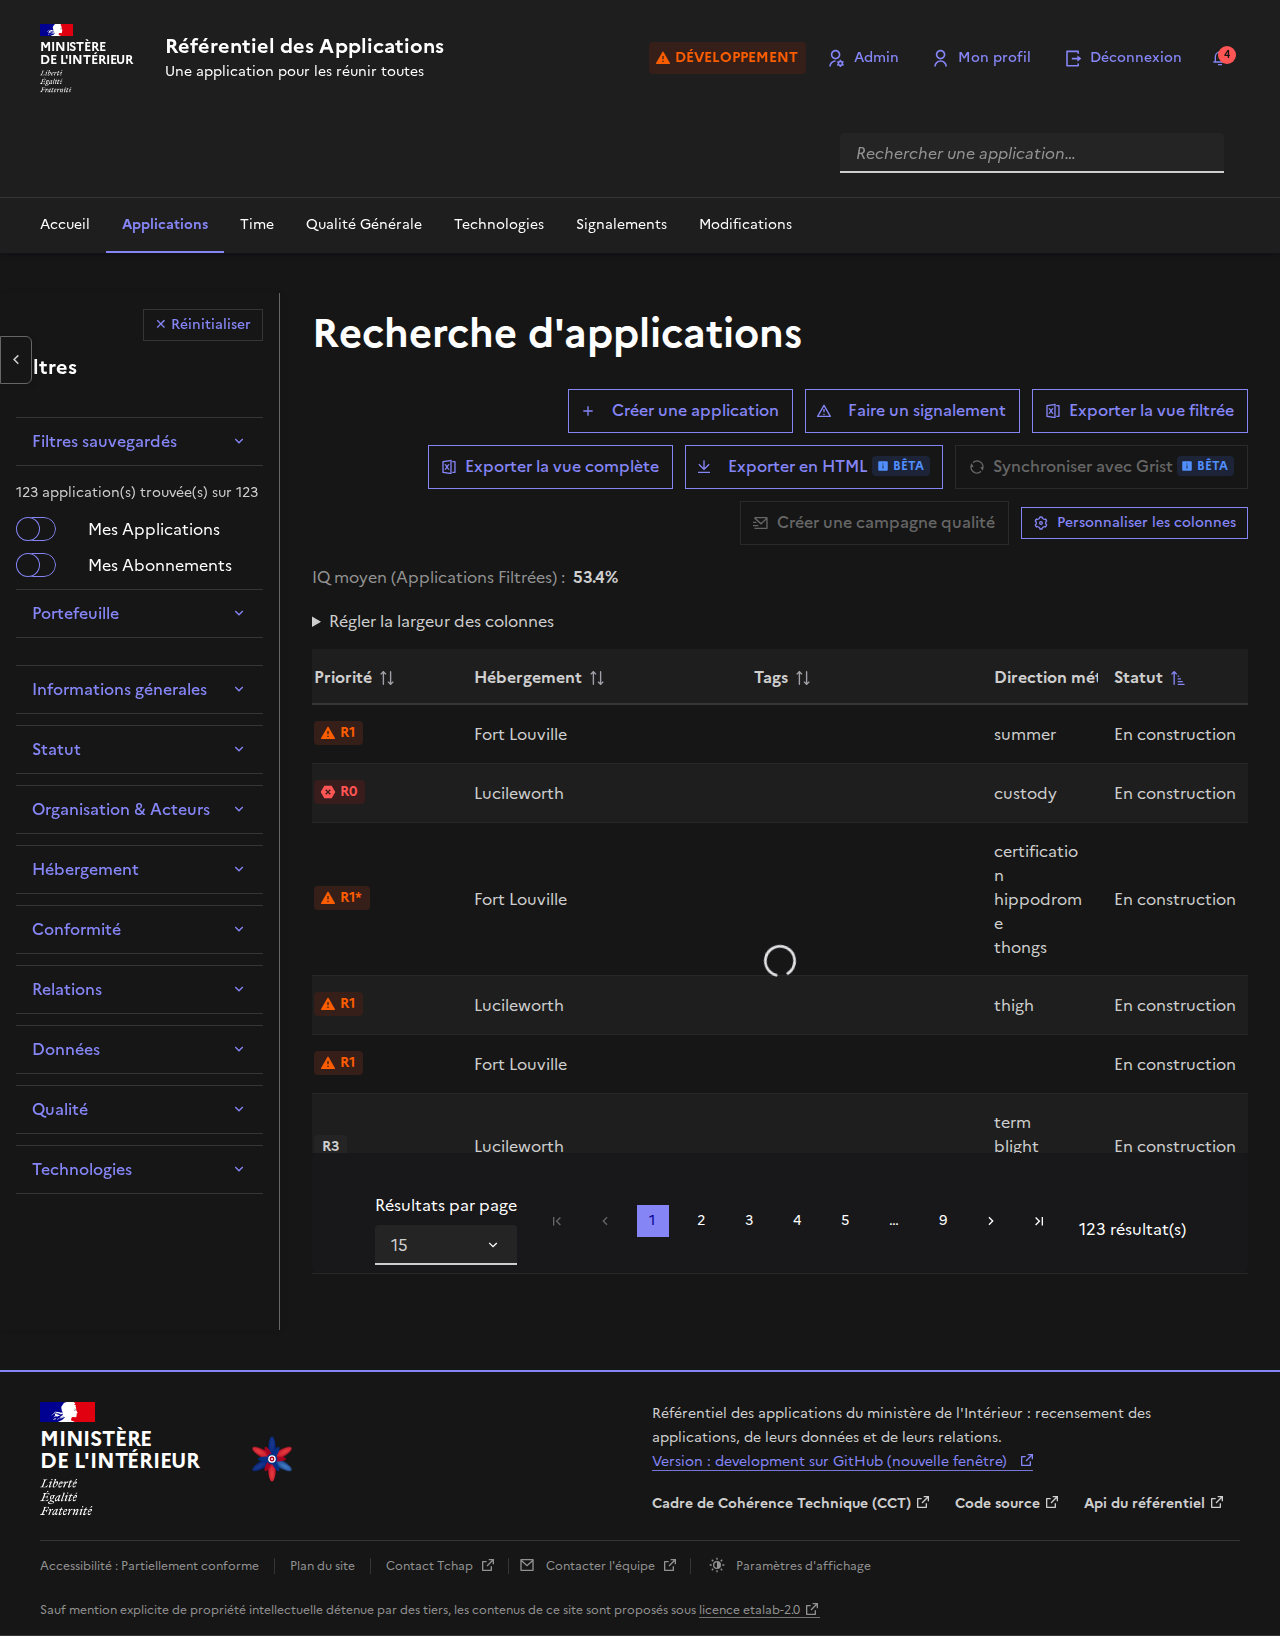 MINISTÈRE
DE L'INTÉRIEUR
Liberté
Égalité
Fraternité
Référentiel des Applications
Une application pour les réunir toutes
DÉVELOPPEMENT
Admin
Mon profil
Déconnexion
4
Rechercher une application...
Accueil
Applications
Time
Qualité Générale
Technologies
Signalements
Modifications
Réinitialiser
ltres
Filtres sauvegardés
123 application(s) trouvée(s) sur 123
Mes Applications
Mes Abonnements
Portefeuille
Informations génerales
Statut
Organisation & Acteurs
Hébergement
Conformité
Relations
Données
Qualité
Technologies
Recherche d'applications
Créer une application
Faire un signalement
Exporter la vue filtrée
Exporter la vue complète
Exporter en HTML BÊTA
Synchroniser avec Grist BÊTA
Créer une campagne qualité
Personnaliser les colonnes
IQ moyen (Applications Filtrées) : 53.4%
Régler la largeur des colonnes
Priorité Hébergement Tags Direction mét Statut
R1 Fort Louville summer En construction
R0 Lucileworth custody En construction
R1* Fort Louville certificatio
n
hippodrom
e
thongs En construction
R1 Lucileworth thigh En construction
R1 Fort Louville En construction
R3 Lucileworth term
blight En construction
Résultats par page
15
1 2 3 4 5 … 9
123 résultat(s)
MINISTÈRE
DE L'INTÉRIEUR
Liberté
Égalité
Fraternité
Référentiel des applications du ministère de l'Intérieur : recensement des
applications, de leurs données et de leurs relations.
Version : development sur GitHub (nouvelle fenêtre)
Cadre de Cohérence Technique (CCT)
Code source
Api du référentiel
Accessibilité : Partiellement conforme
Plan du site
Contact Tchap
Contacter l'équipe
Paramètres d'affichage
Sauf mention explicite de propriété intellectuelle détenue par des tiers, les contenus de ce site sont proposés sous licence etalab-2.0